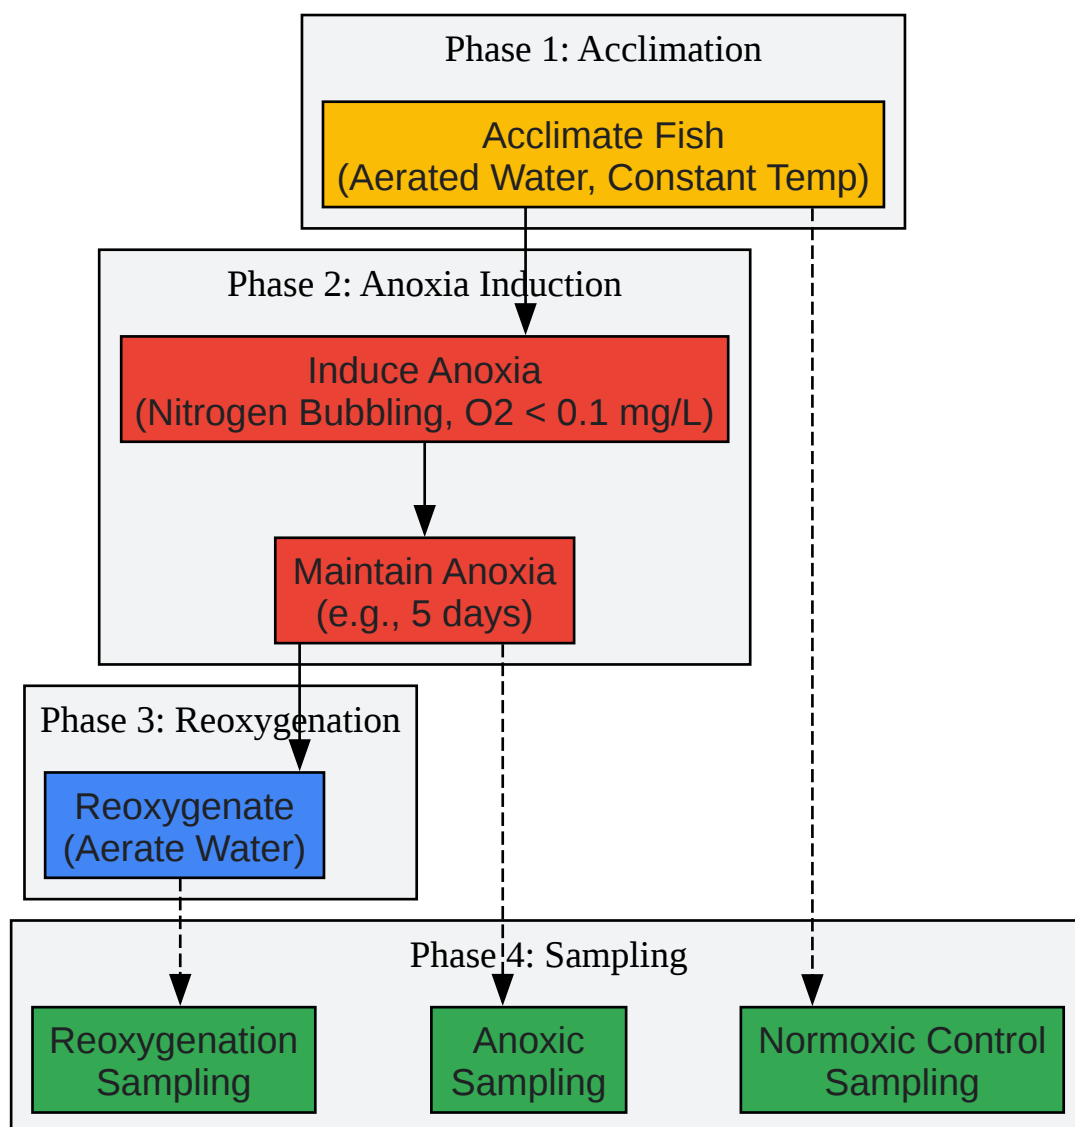 Phase 1: Acclimation
Acclimate Fish
(Aerated Water, Constant Temp)
Phase 2: Anoxia Induction
Induce Anoxia
(Nitrogen Bubbling, O2 < 0.1 mg/L)
Maintain Anoxia
(e.g., 5 days)
Phase 3: Reoxygenation
Reoxygenate
(Aerate Water)
Phase 4: Sampling
Reoxygenation
Sampling
Anoxic
Sampling
Normoxic Control
Sampling